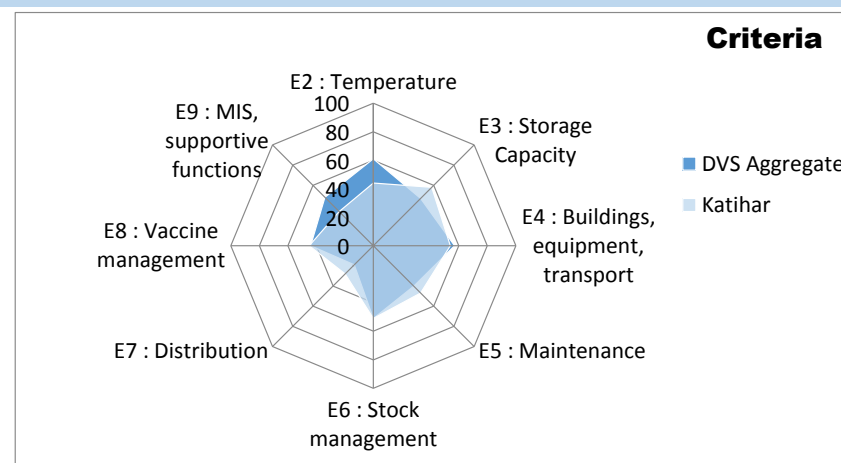 Criteria
E2 : Temperature
100
80
60
40
20
0
E3 : Storage
Capacity
E4 : Buildings,
equipment,
transport
E5 : Maintenance
E6 : Stock
management
E7 : Distribution
E8 : Vaccine
management
E9 : MIS,
supportive
functions
DVS Aggregate
Katihar